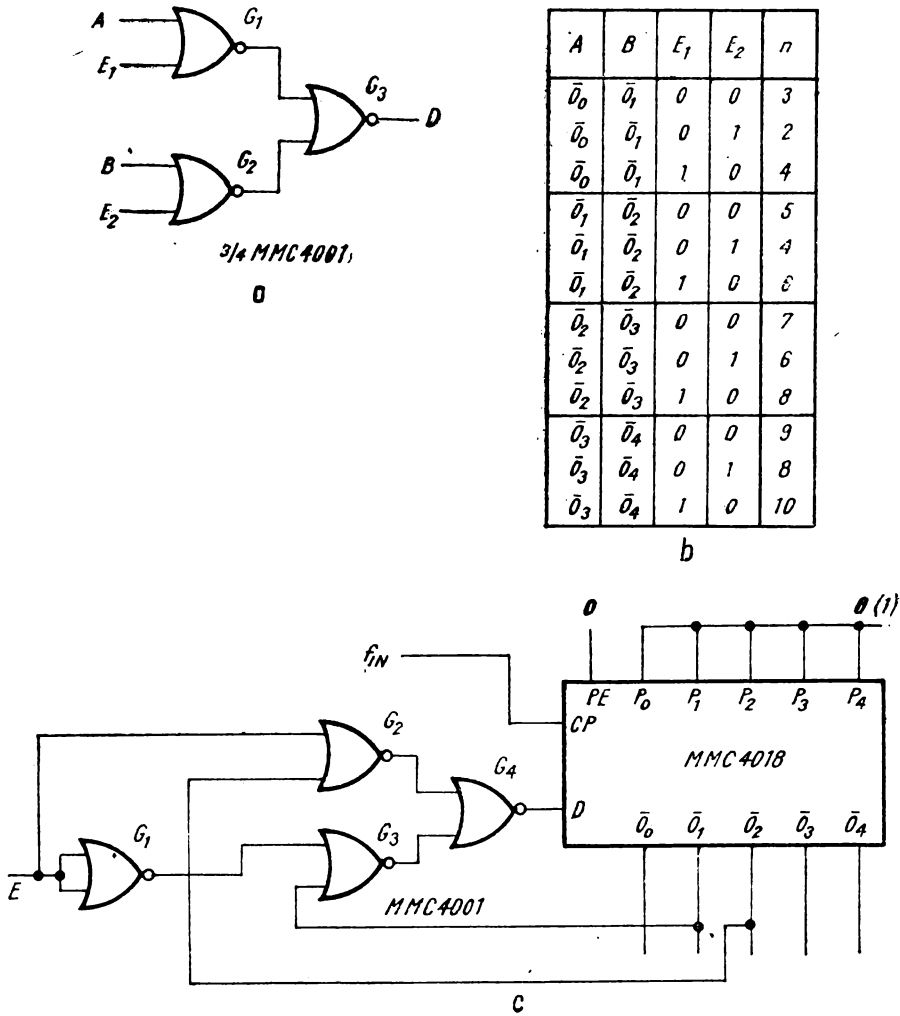 A
G₁
E₁
G₃
D
B
G₂
E₂
3/4 MMC4001
a
A B E₁ E₂ n
Ō₀ Ō₁ 0 0 3
Ō₀ Ō₁ 0 1 2
Ō₀ Ō₁ 1 0 4
Ō₁ Ō₂ 0 0 5
Ō₁ Ō₂ 0 1 4
Ō₁ Ō₂ 1 0 6
Ō₂ Ō₃ 0 0 7
Ō₂ Ō₃ 0 1 6
Ō₂ Ō₃ 1 0 8
Ō₃ Ō₄ 0 0 9
Ō₃ Ō₄ 0 1 8
Ō₃ Ō₄ 1 0 10
b
0 0 (1)
fIN
PE P₀ P₁ P₂ P₃ P₄
CP
G₂
MMC4018
G₄
D
Ō₀ Ō₁ Ō₂ Ō₃ Ō₄
G₁
G₃
E
MMC4001
c